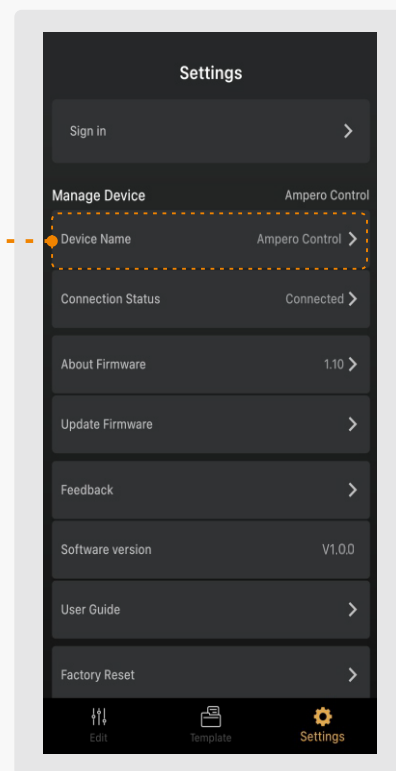 Settings
Sign in
Manage Device Ampero Control
Device Name Ampero Control
Connection Status Connected
About Firmware 1.10
Update Firmware
Feedback
Software version V1.0.0
User Guide
Factory Reset
Edit Template Settings